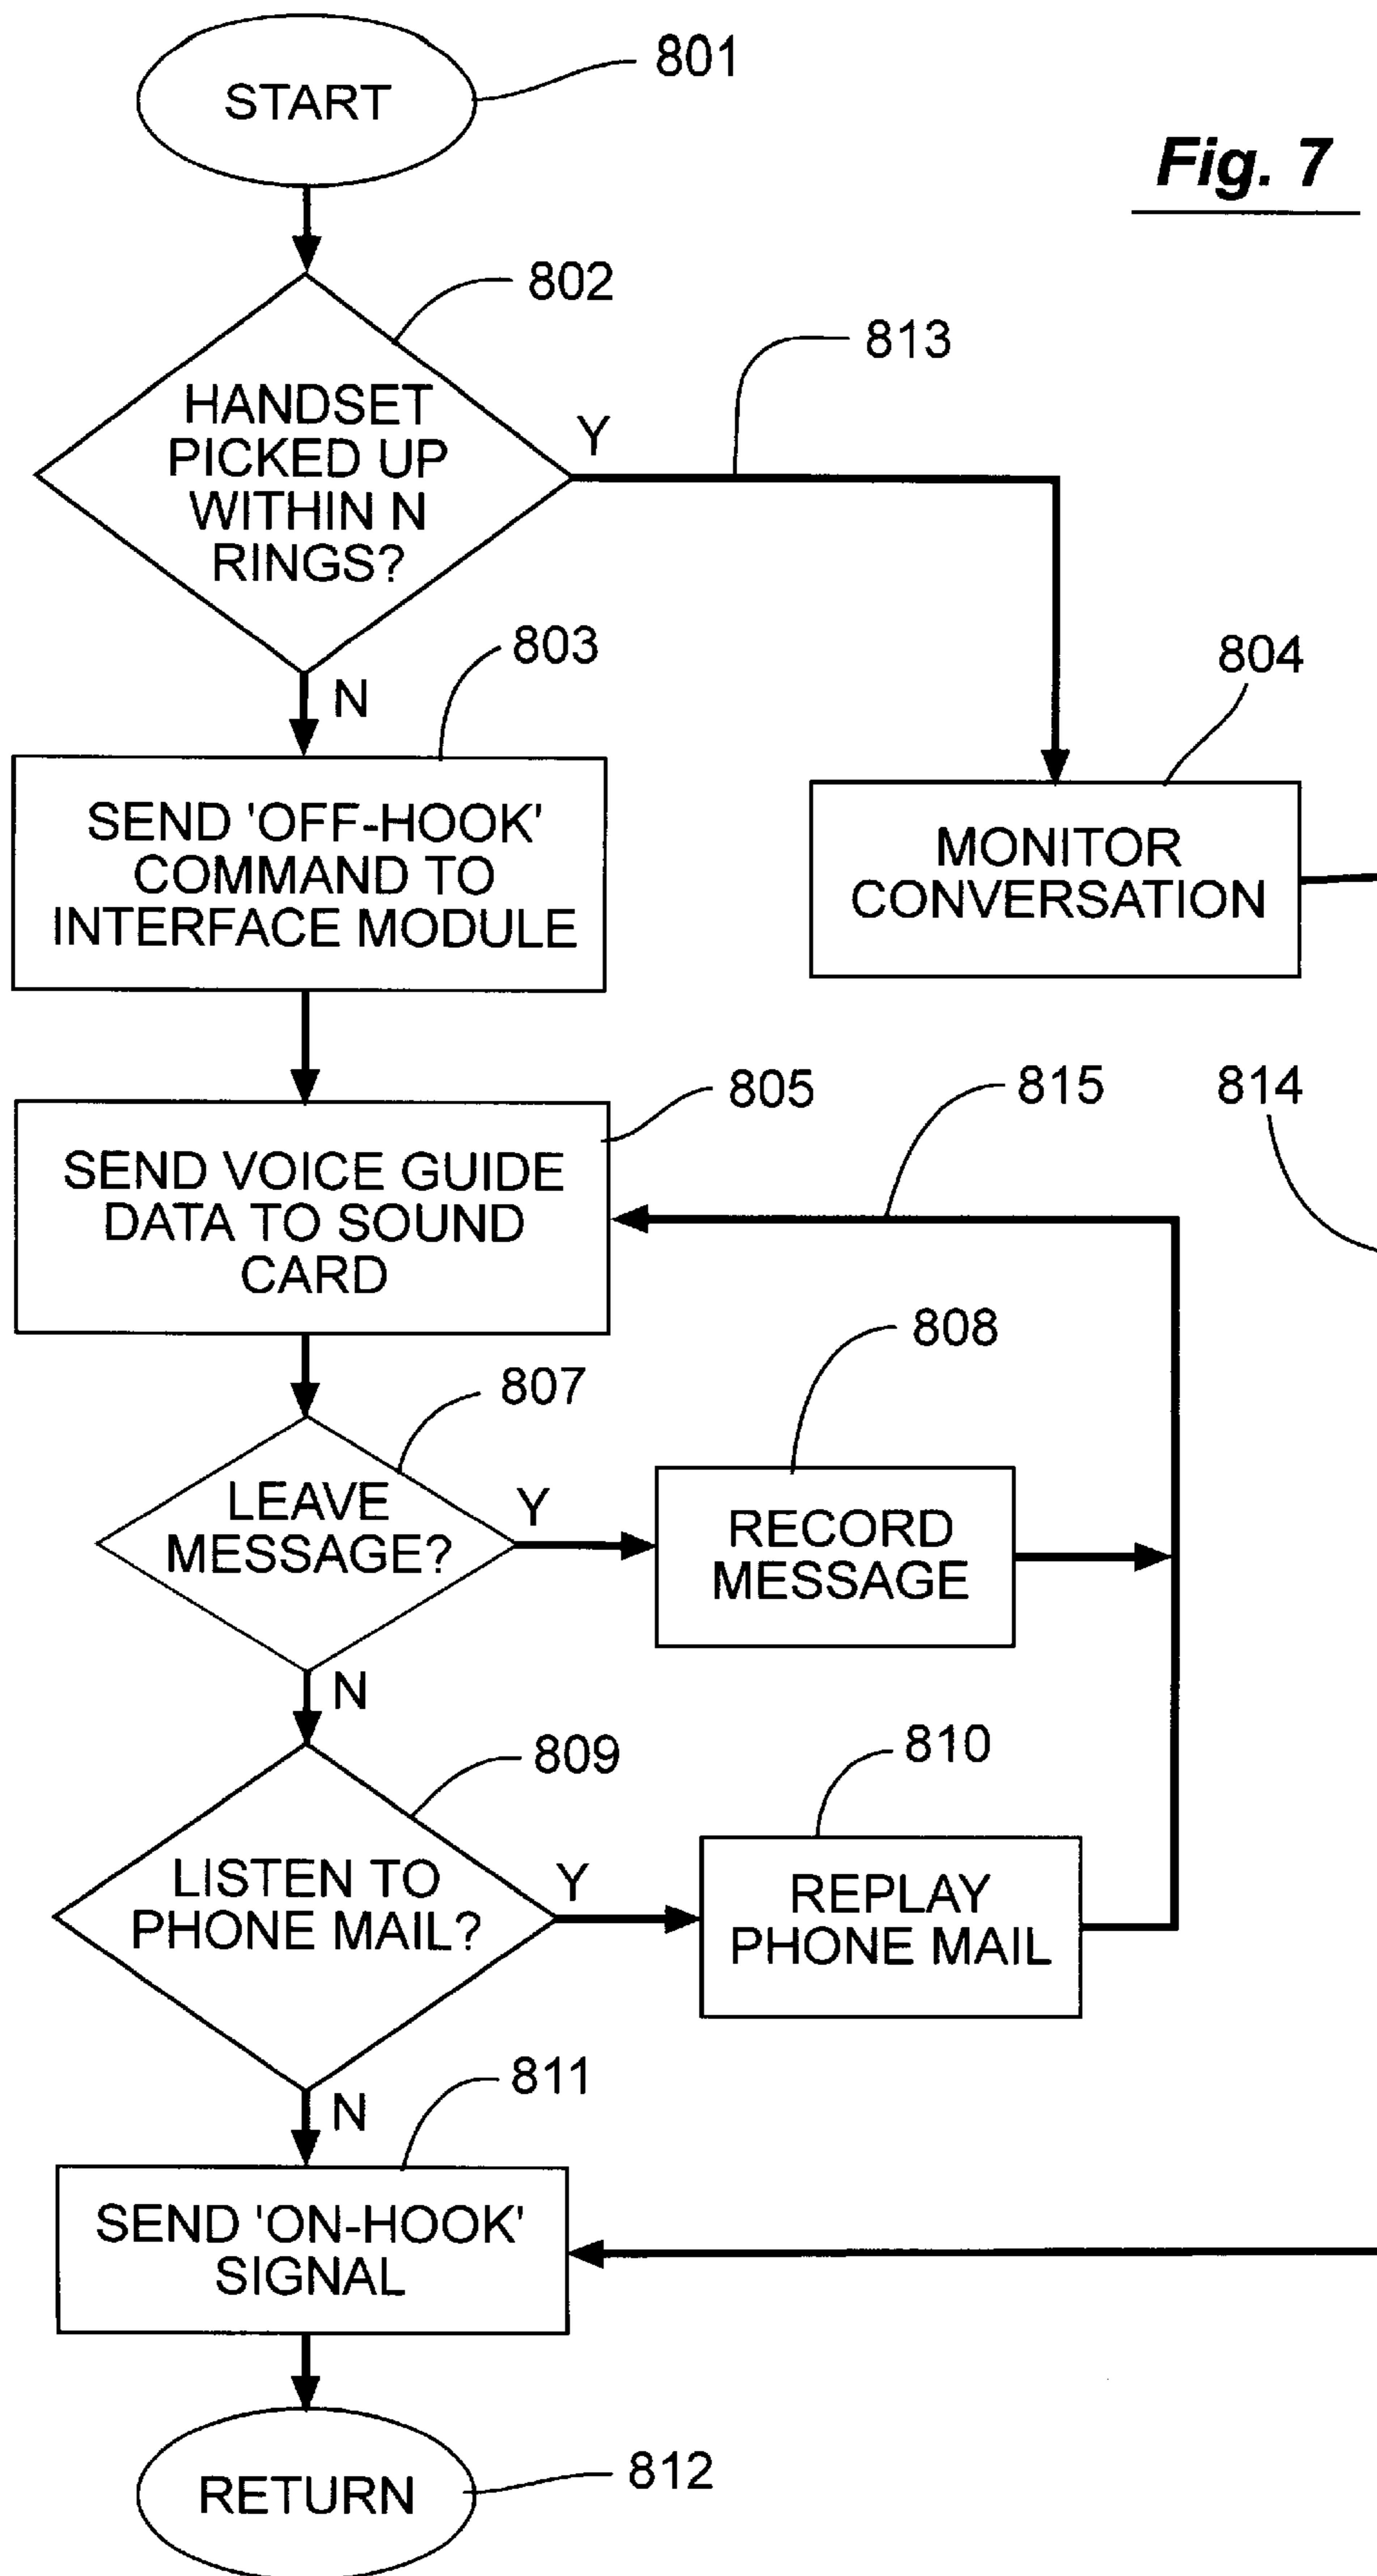 START
801
Fig. 7
802
813
HANDSET
PICKED UP
WITHIN N
RINGS?
Y
N
803
804
SEND 'OFF-HOOK'
COMMAND TO
INTERFACE MODULE
MONITOR
CONVERSATION
805
815
814
SEND VOICE GUIDE
DATA TO SOUND
CARD
807
808
LEAVE
MESSAGE?
Y
RECORD
MESSAGE
N
809
810
LISTEN TO
PHONE MAIL?
Y
REPLAY
PHONE MAIL
N
811
SEND 'ON-HOOK'
SIGNAL
RETURN
812